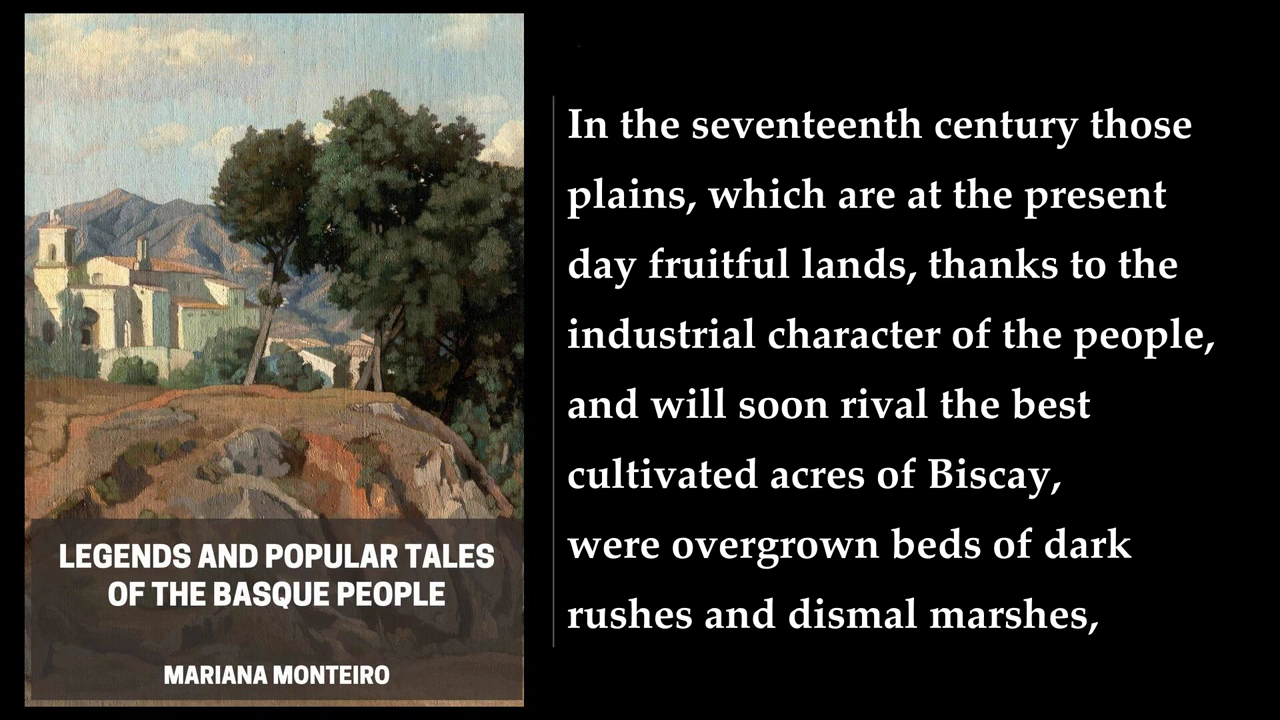 LEGENDS AND POPULAR TALES
OF THE BASQUE PEOPLE
MARIANA MONTEIRO
In the seventeenth century those
plains, which are at the present
day fruitful lands, thanks to the
industrial character of the people,
and will soon rival the best
cultivated acres of Biscay,
were overgrown beds of dark
rushes and dismal marshes,